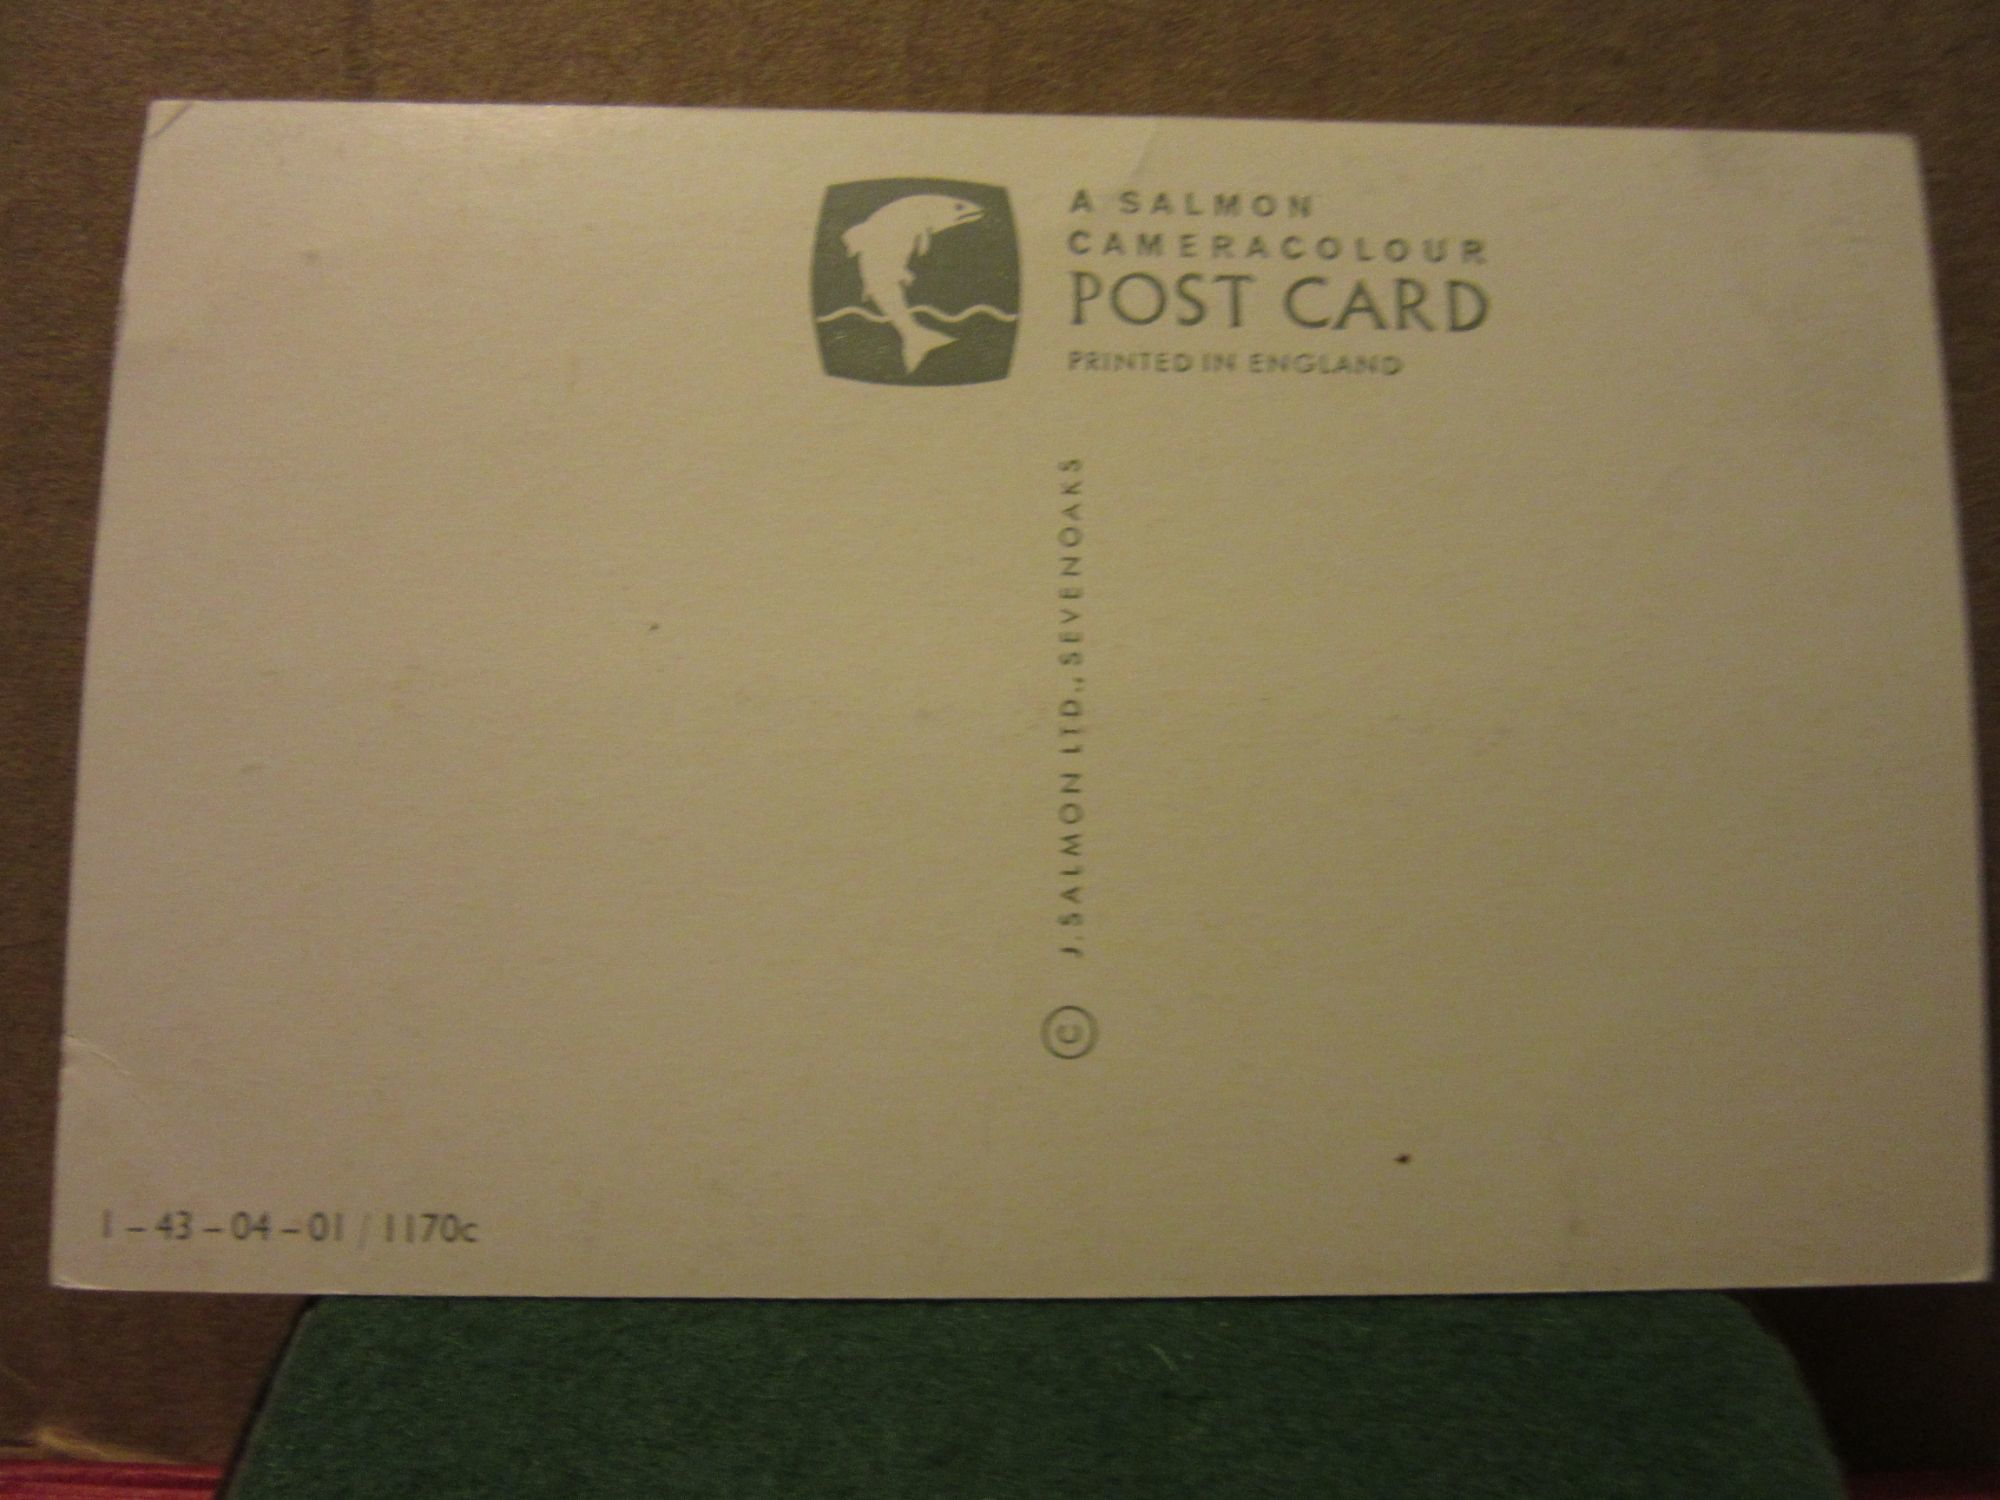 A SALMON
CAMERACOLOUR
POST CARD
PRINTED IN ENGLAND
© J. SALMON LTD., SEVENOAKS
1-43-04-01/1170c